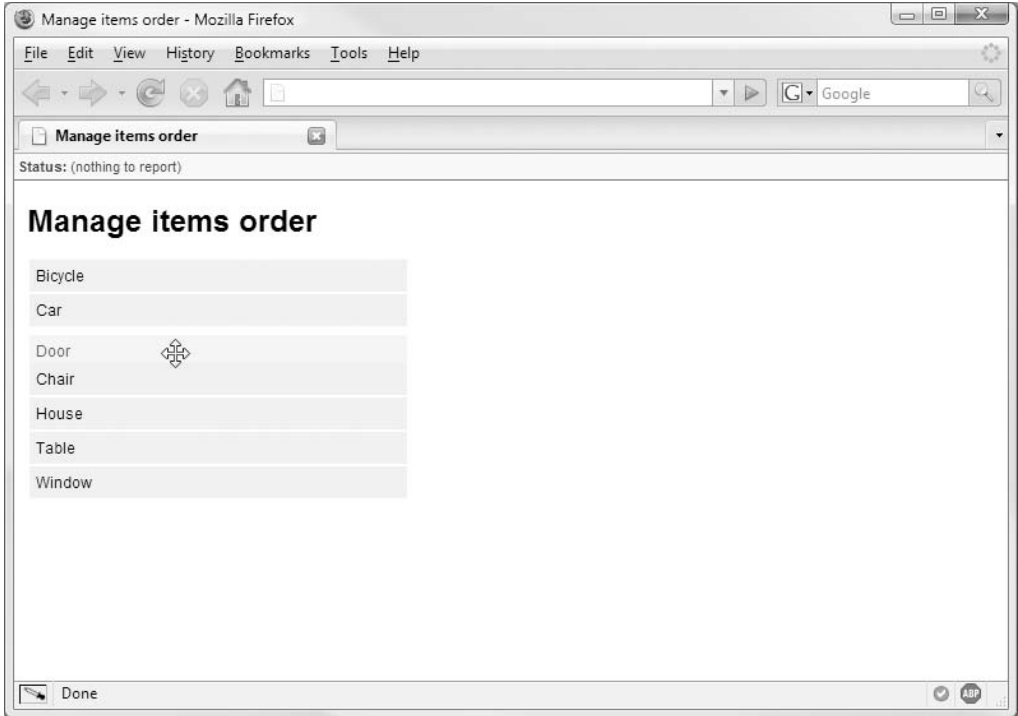 Manage items order - Mozilla Firefox
File Edit View History Bookmarks Tools Help
G Google
Manage items order
Status: (nothing to report)
Manage items order
Bicycle
Car
Door
Chair
House
Table
Window
Done
ABP